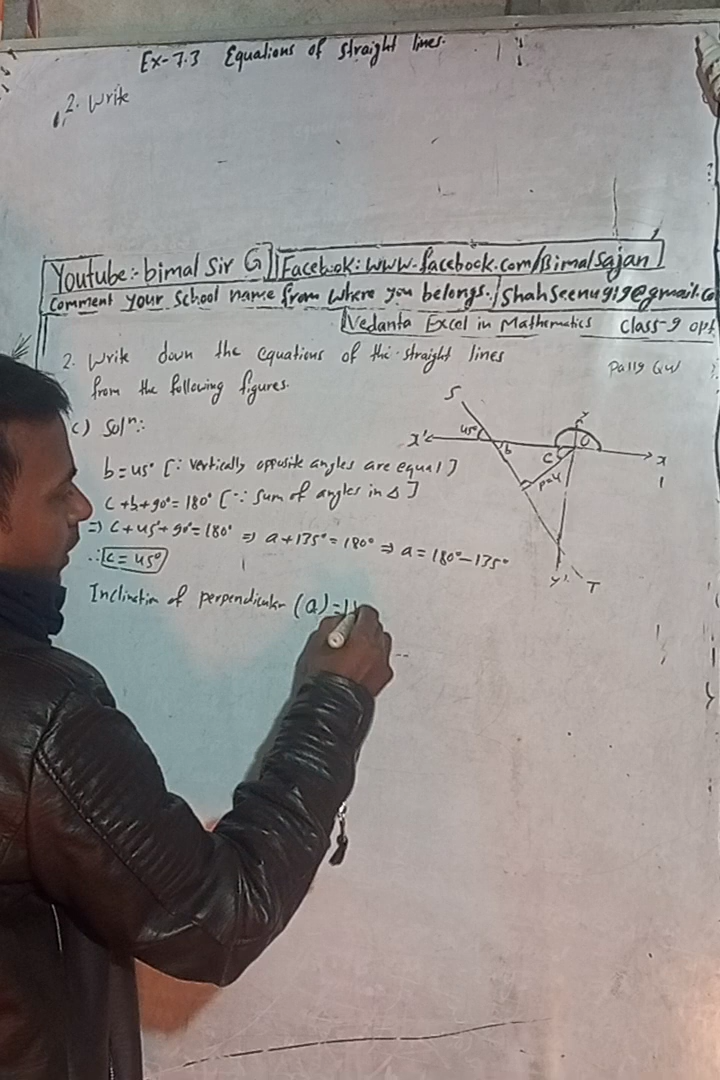 Ex-7.3 Equations of straight lines.
2. Write
Youtube:- bimal Sir G
Facebook: www.facebook.com/Bimalsajan
Comment your School name from where you belongs.
Shahseenu919@gmail.co
Vedanta Excel in Mathematics Class-9 opt
2. Write down the equations of the straight lines
from the following figures.
c) Solⁿ:
b = 45° [∵ vertically opposite angles are equal]
c + b + 90° = 180° [∵ sum of angles in Δ]
⇒ c + 45° + 90° = 180° ⇒ a + 135° = 180° ⇒ a = 180° - 135°
∴ c = 45°
Inclination of perpendicular (a) = 1
S
45°
X'
b
C
O
Y
X
p=4
Y'
T